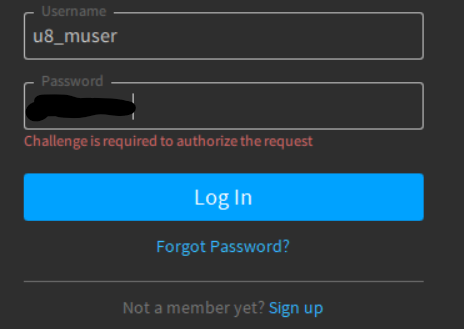 Username
u8_muser
Password
Challenge is required to authorize the request
Log In
Forgot Password?
Not a member yet? Sign up